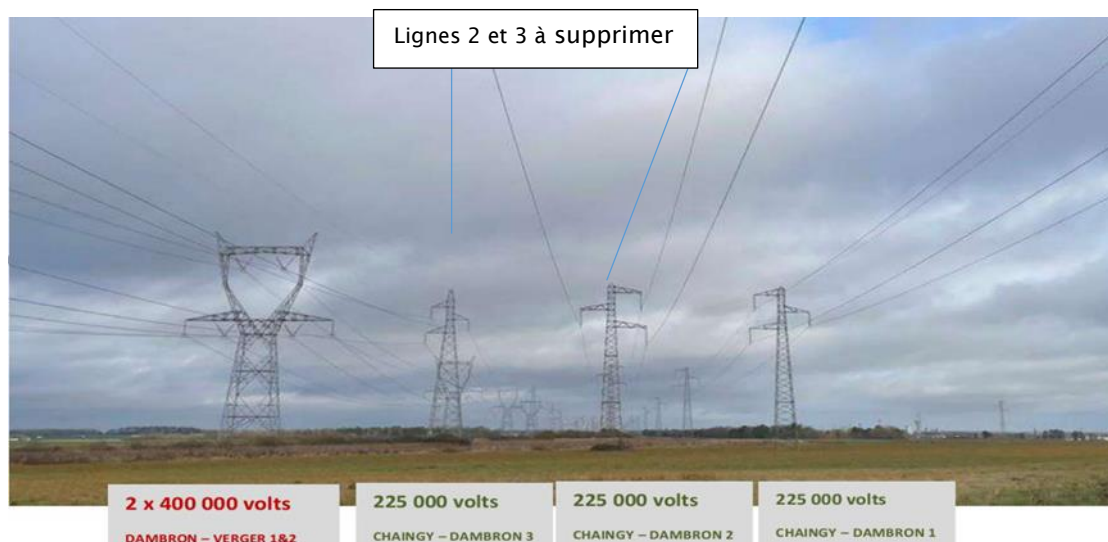 Lignes 2 et 3 à supprimer
2 x 400 000 volts
DAMBRON – VERGER 1&2
225 000 volts
CHAINGY – DAMBRON 3
225 000 volts
CHAINGY – DAMBRON 2
225 000 volts
CHAINGY – DAMBRON 1